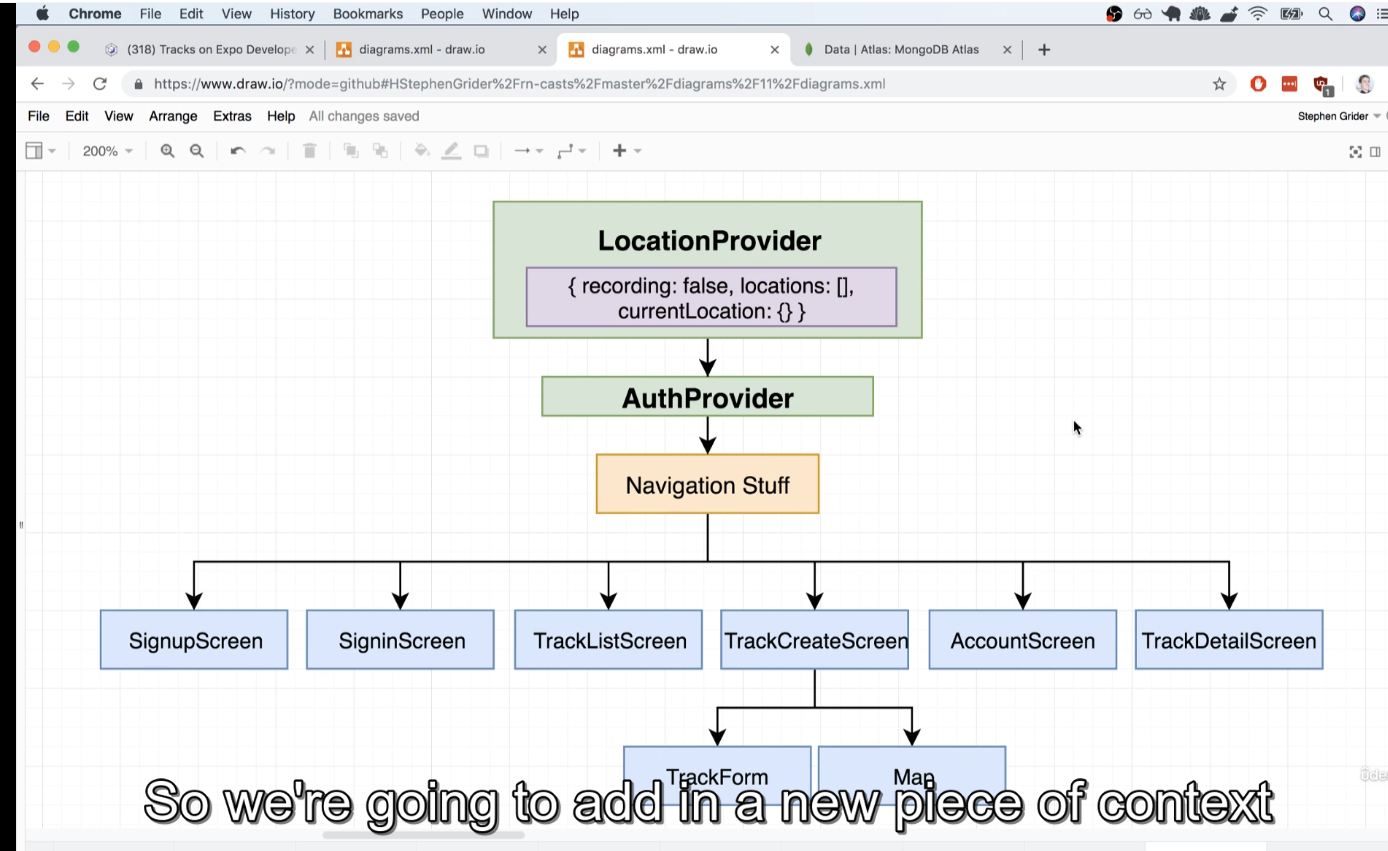 Chrome File Edit View History Bookmarks People Window Help
(318) Tracks on Expo Develope
diagrams.xml - draw.io
diagrams.xml - draw.io
Data | Atlas: MongoDB Atlas
https://www.draw.io/?mode=github#HStephenGrider%2Frn-casts%2Fmaster%2Fdiagrams%2F11%2Fdiagrams.xml
1
File Edit View Arrange Extras Help All changes saved
Stephen Grider
200%
LocationProvider
{ recording: false, locations: [],
currentLocation: {} }
AuthProvider
Navigation Stuff
SignupScreen
SigninScreen
TrackListScreen
TrackCreateScreen
AccountScreen
TrackDetailScreen
TrackForm
Map
So we're going to add in a new piece of context